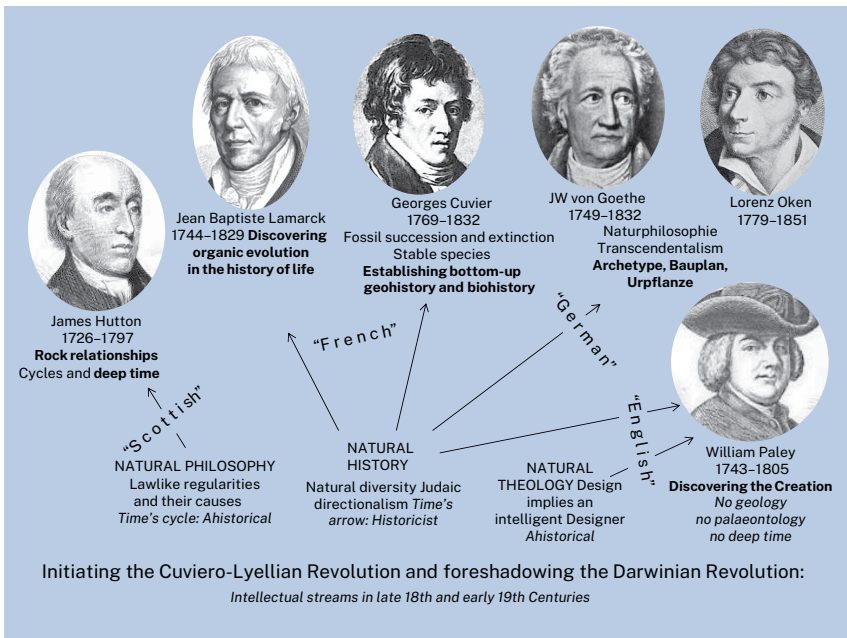 Jean Baptiste Lamarck
1744–1829 Discovering
organic evolution
in the history of life
Georges Cuvier
1769–1832
Fossil succession and extinction
Stable species
Establishing bottom-up
geohistory and biohistory
JW von Goethe
1749–1832
Naturphilosophie
Transcendentalism
Archetype, Bauplan,
Urpflanze
Lorenz Oken
1779–1851
James Hutton
1726–1797
Rock relationships
Cycles and deep time
“Scottish”
“French”
“German”
“English”
NATURAL PHILOSOPHY
Lawlike regularities
and their causes
Time’s cycle: Ahistorical
NATURAL
HISTORY
Natural diversity Judaic
directionalism Time’s
arrow: Historicist
NATURAL
THEOLOGY Design
implies an
intelligent Designer
Ahistorical
William Paley
1743–1805
Discovering the Creation
No geology
no palaeontology
no deep time
Initiating the Cuviero-Lyellian Revolution and foreshadowing the Darwinian Revolution:
Intellectual streams in late 18th and early 19th Centuries